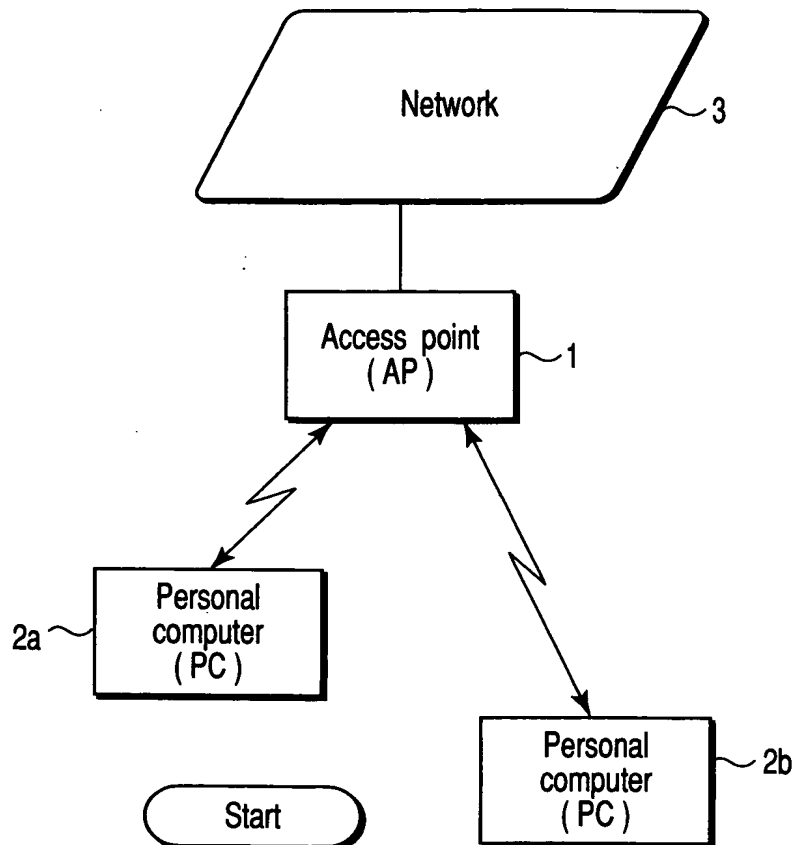 Network
3
Access point
( AP )
1
Personal
computer
( PC )
2a
Personal
computer
( PC )
2b
Start